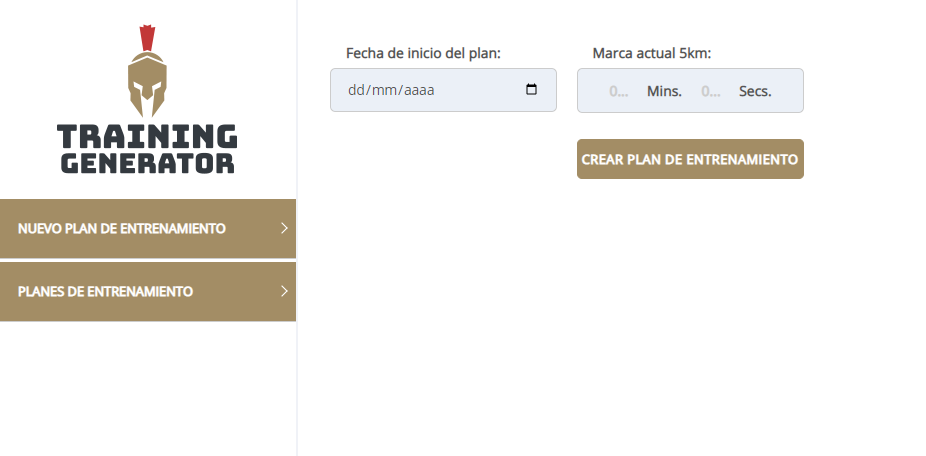 TRAINING
GENERATOR
NUEVO PLAN DE ENTRENAMIENTO
PLANES DE ENTRENAMIENTO
Fecha de inicio del plan:
dd/mm/aaaa
Marca actual 5km:
0... Mins. 0... Secs.
CREAR PLAN DE ENTRENAMIENTO